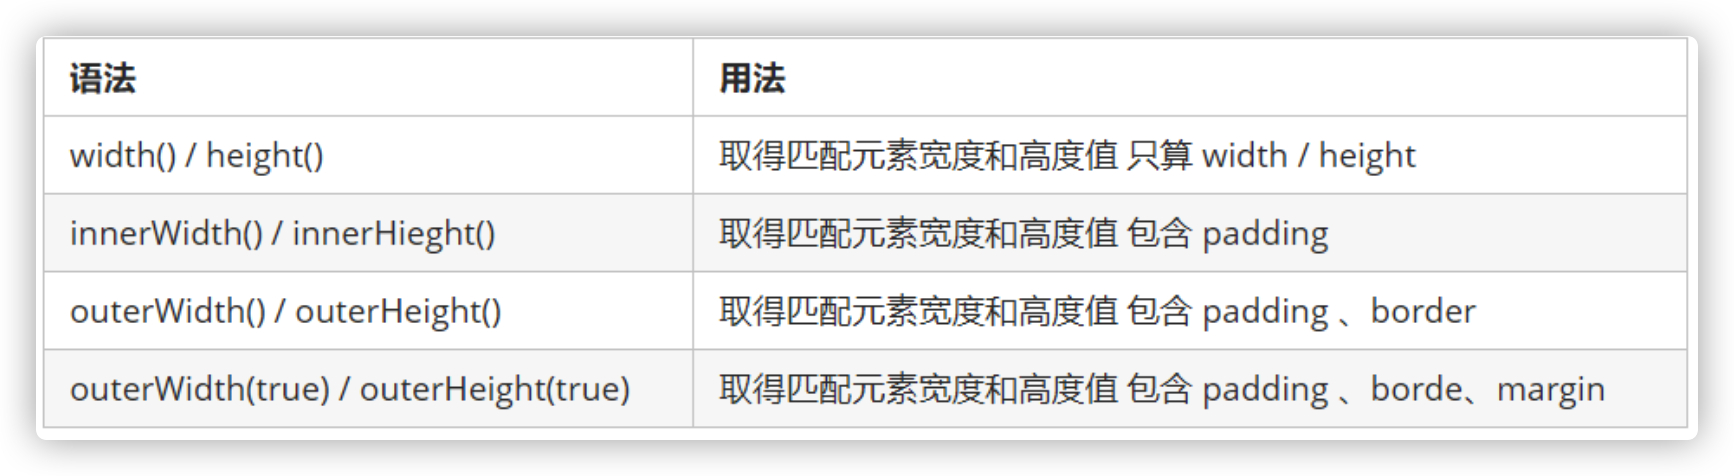 语法 用法
width() / height() 取得匹配元素宽度和高度值 只算 width / height
innerWidth() / innerHieght() 取得匹配元素宽度和高度值 包含 padding
outerWidth() / outerHeight() 取得匹配元素宽度和高度值 包含 padding 、border
outerWidth(true) / outerHeight(true) 取得匹配元素宽度和高度值 包含 padding 、borde、margin